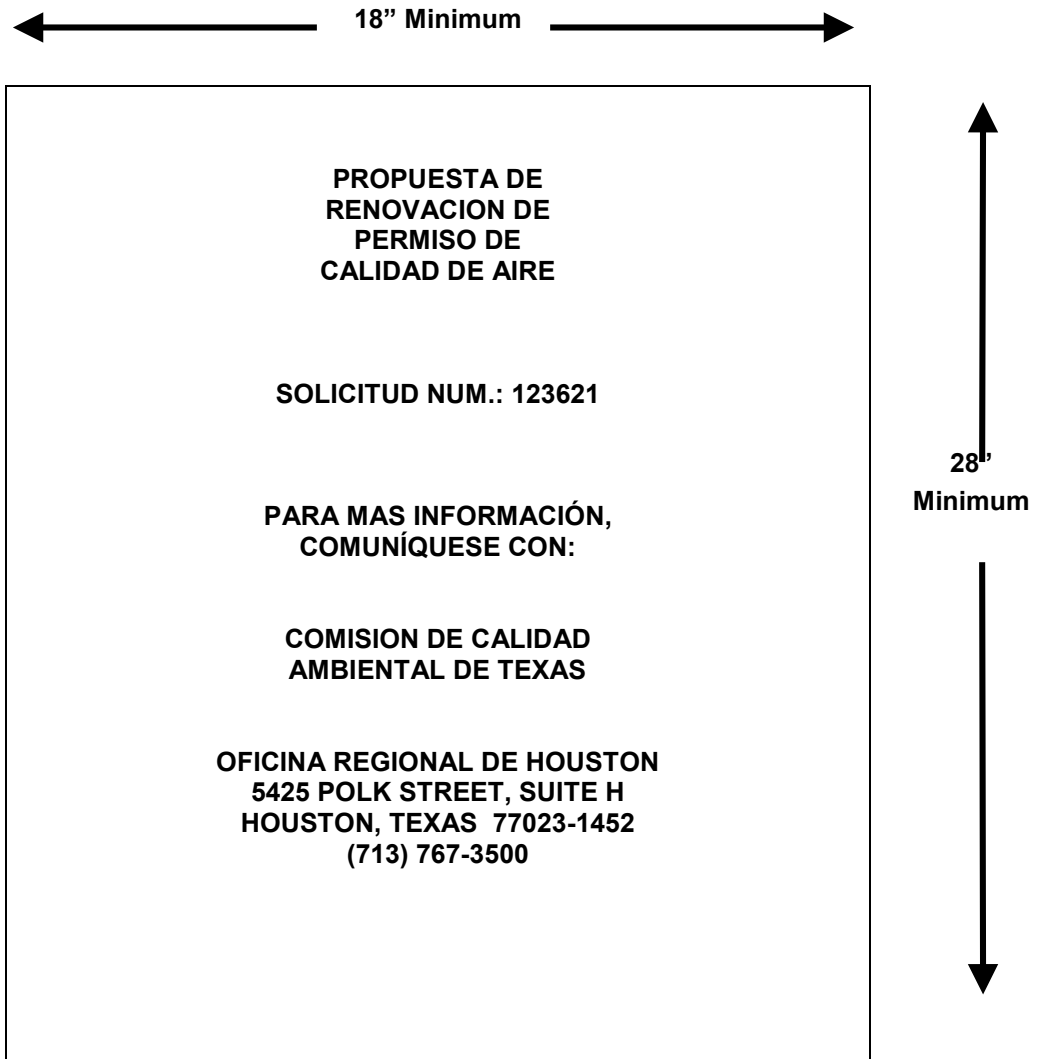 18” Minimum
PROPUESTA DE
RENOVACION DE
PERMISO DE
CALIDAD DE AIRE
SOLICITUD NUM.: 123621
PARA MAS INFORMACIÓN,
COMUNÍQUESE CON:
COMISION DE CALIDAD
AMBIENTAL DE TEXAS
OFICINA REGIONAL DE HOUSTON
5425 POLK STREET, SUITE H
HOUSTON, TEXAS 77023-1452
(713) 767-3500
28”
Minimum